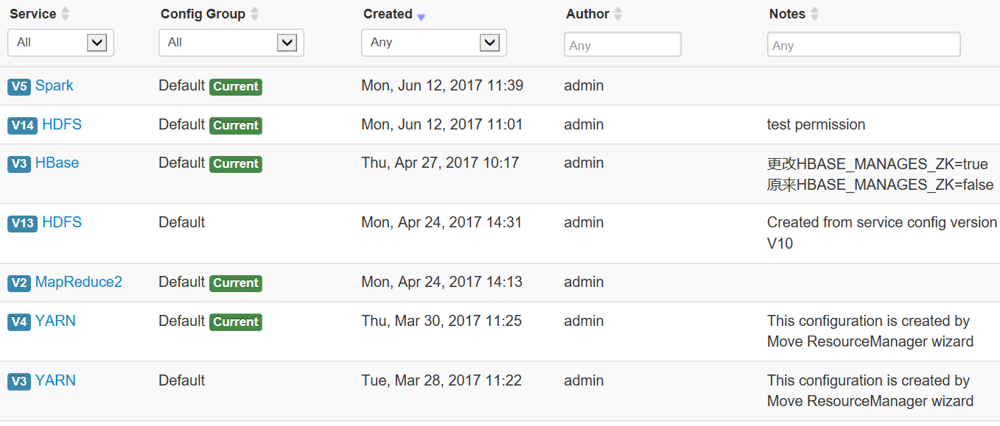 Service Config Group Created Author Notes
All All Any Any Any
V5 Spark Default Current Mon, Jun 12, 2017 11:39 admin
V14 HDFS Default Current Mon, Jun 12, 2017 11:01 admin test permission
V3 HBase Default Current Thu, Apr 27, 2017 10:17 admin 更改HBASE_MANAGES_ZK=true
原来HBASE_MANAGES_ZK=false
V13 HDFS Default Mon, Apr 24, 2017 14:31 admin Created from service config version
V10
V2 MapReduce2 Default Current Mon, Apr 24, 2017 14:13 admin
V4 YARN Default Current Thu, Mar 30, 2017 11:25 admin This configuration is created by
Move ResourceManager wizard
V3 YARN Default Tue, Mar 28, 2017 11:22 admin This configuration is created by
Move ResourceManager wizard